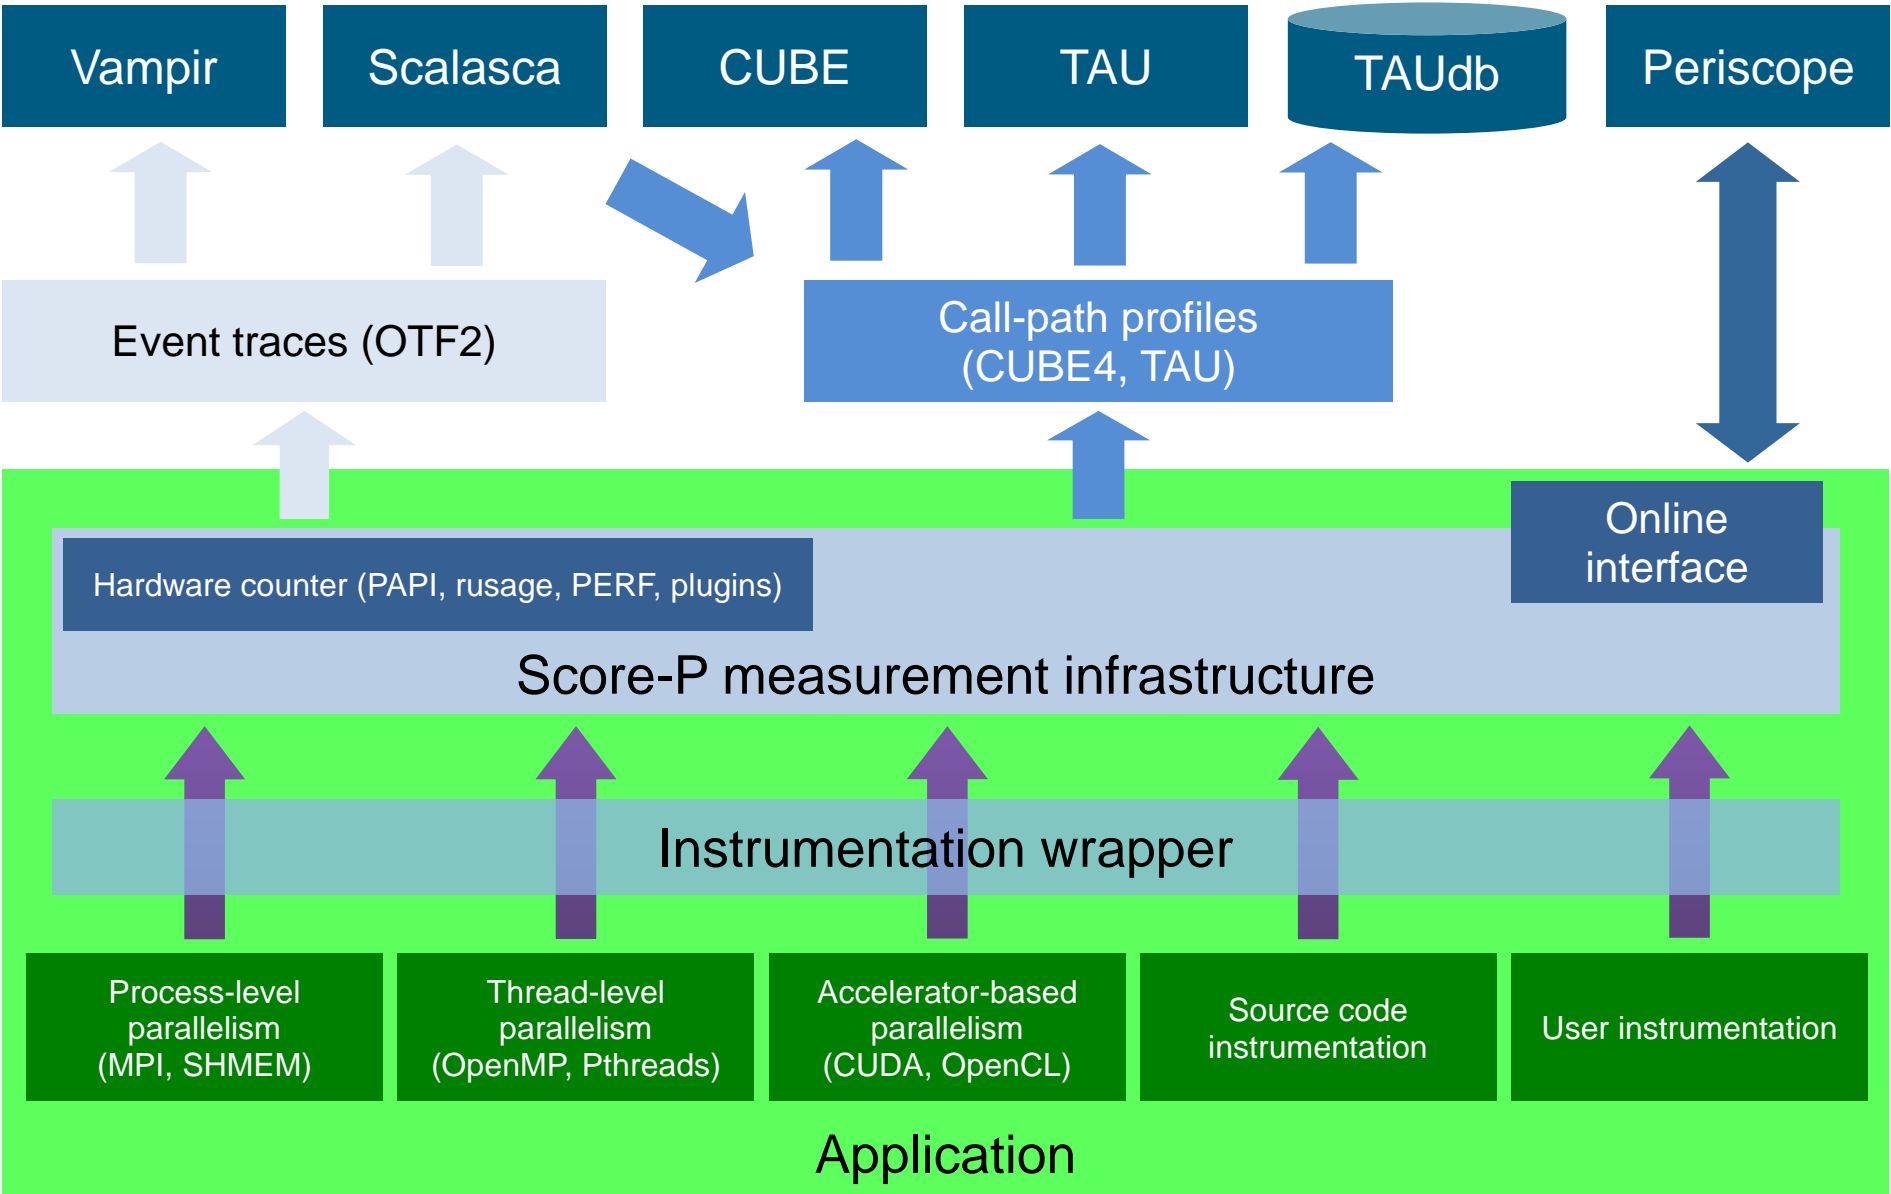 Vampir
Scalasca
CUBE
TAU
TAUdb
Periscope
Event traces (OTF2)
Call-path profiles
(CUBE4, TAU)
Online
interface
Hardware counter (PAPI, rusage, PERF, plugins)
Score-P measurement infrastructure
Instrumentation wrapper
Process-level
parallelism
(MPI, SHMEM)
Thread-level
parallelism
(OpenMP, Pthreads)
Accelerator-based
parallelism
(CUDA, OpenCL)
Source code
instrumentation
User instrumentation
Application